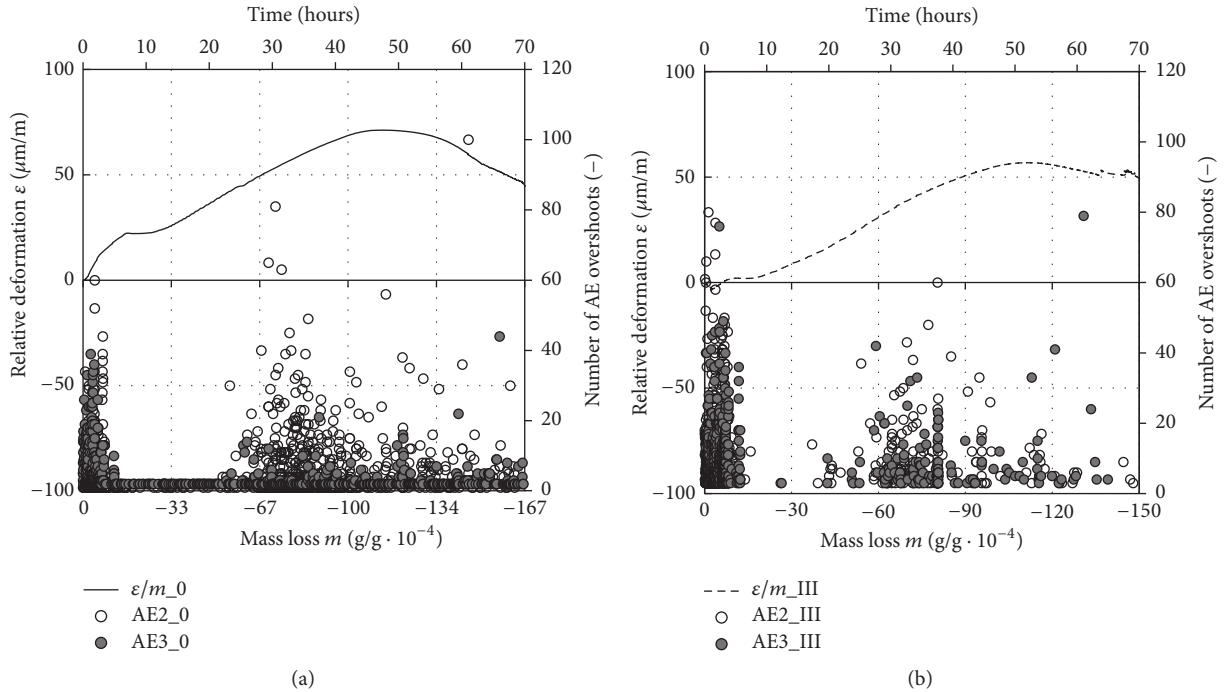 Time (hours)
0 10 20 30 40 50 60 70
100 50 0 −50 −100
Relative deformation ε (μm/m)
120 100 80 60 40 20 0
Number of AE overshoots (−)
0 −33 −67 −100 −134 −167
Mass loss m (g/g · 10⁻⁴)
ε/m_0
AE2_0
AE3_0
(a)
Time (hours)
0 10 20 30 40 50 60 70
100 50 0 −50 −100
Relative deformation ε (μm/m)
120 100 80 60 40 20 0
Number of AE overshoots (−)
0 −30 −60 −90 −120 −150
Mass loss m (g/g · 10⁻⁴)
ε/m_III
AE2_III
AE3_III
(b)